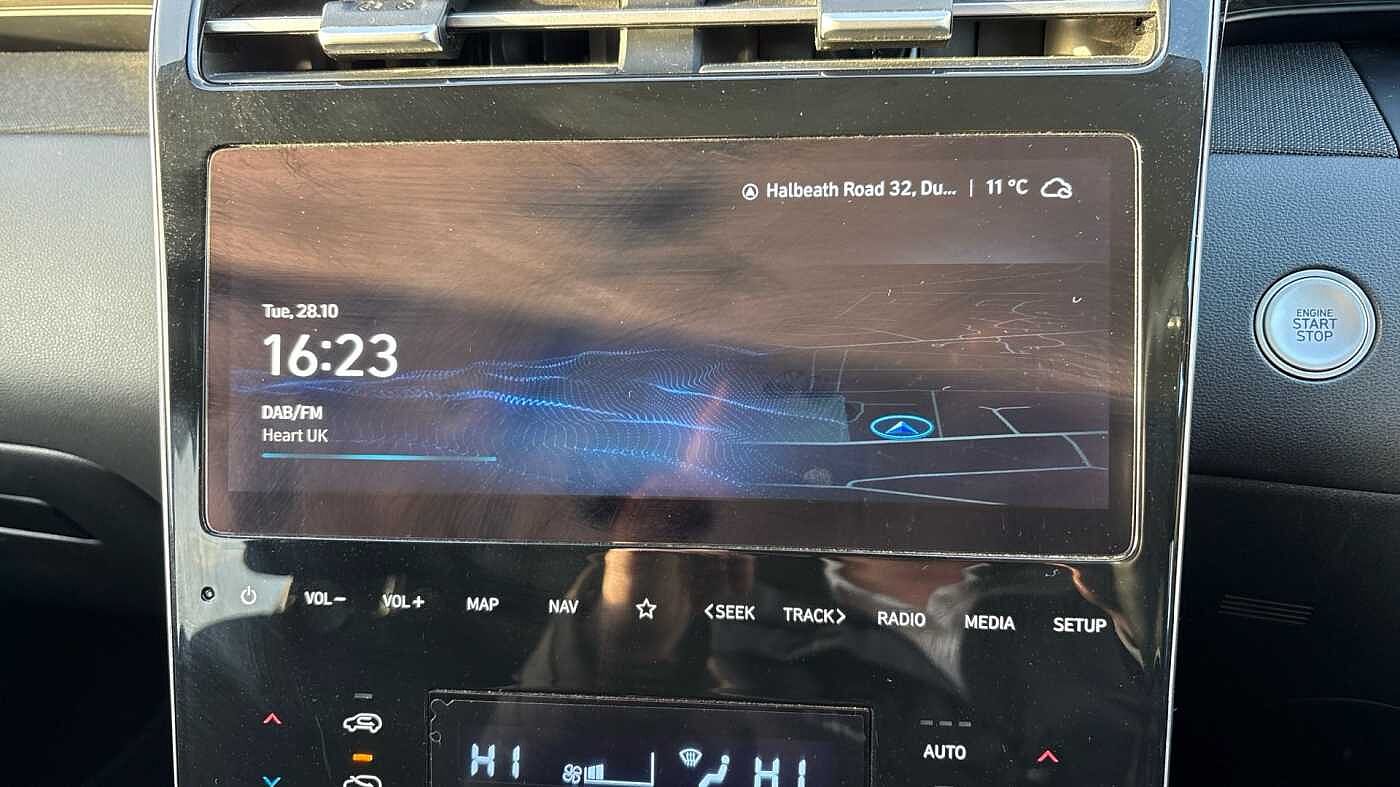 Halbeath Road 32, Du... | 11 °C
Tue, 28.10
16:23
DAB/FM
Heart UK
ENGINE
START
STOP
VOL− VOL+ MAP NAV <SEEK TRACK> RADIO MEDIA SETUP
AUTO
HI HI